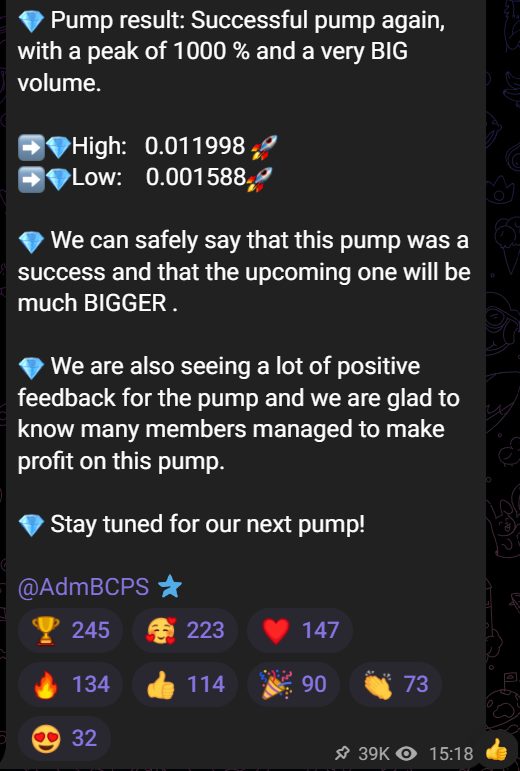 💎 Pump result: Successful pump again,
with a peak of 1000 % and a very BIG
volume.
➡️💎High: 0.011998 🚀
➡️💎Low: 0.001588🚀
💎 We can safely say that this pump was a
success and that the upcoming one will be
much BIGGER .
💎 We are also seeing a lot of positive
feedback for the pump and we are glad to
know many members managed to make
profit on this pump.
💎 Stay tuned for our next pump!
@AdmBCPS
🏆 245 🥰 223 ❤️ 147
🔥 134 👍 114 🎉 90 👏 73
😍 32
39K 15:18